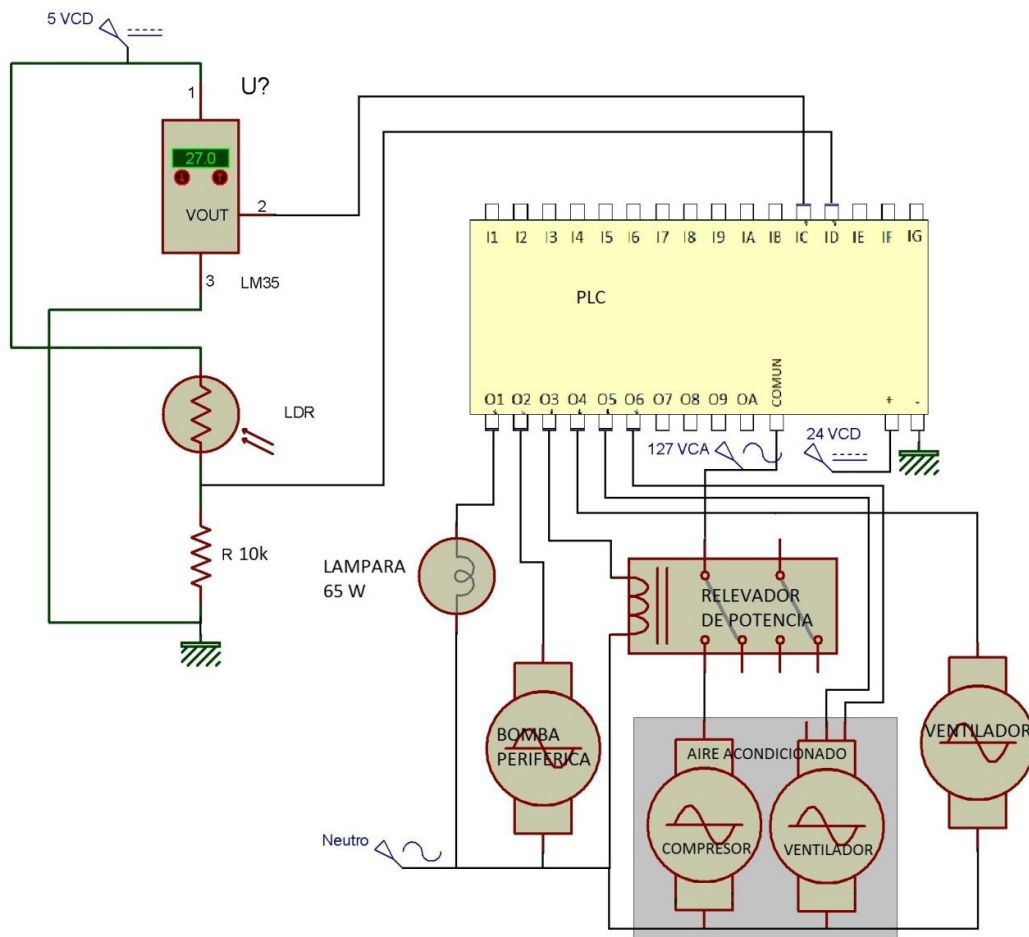 5 VCD
1
U?
27.0
VOUT
2
3
LM35
LDR
R 10k
I1 I2 I3 I4 I5 I6 I7 I8 I9 IA IB IC ID IE IF IG
PLC
O1 O2 O3 O4 O5 O6 O7 O8 O9 OA COMUN + -
127 VCA
24 VCD
LAMPARA
65 W
RELEVADOR
DE POTENCIA
BOMBA
PERIFERICA
AIRE ACONDICIONADO
COMPRESOR
VENTILADOR
VENTILADOR
Neutro